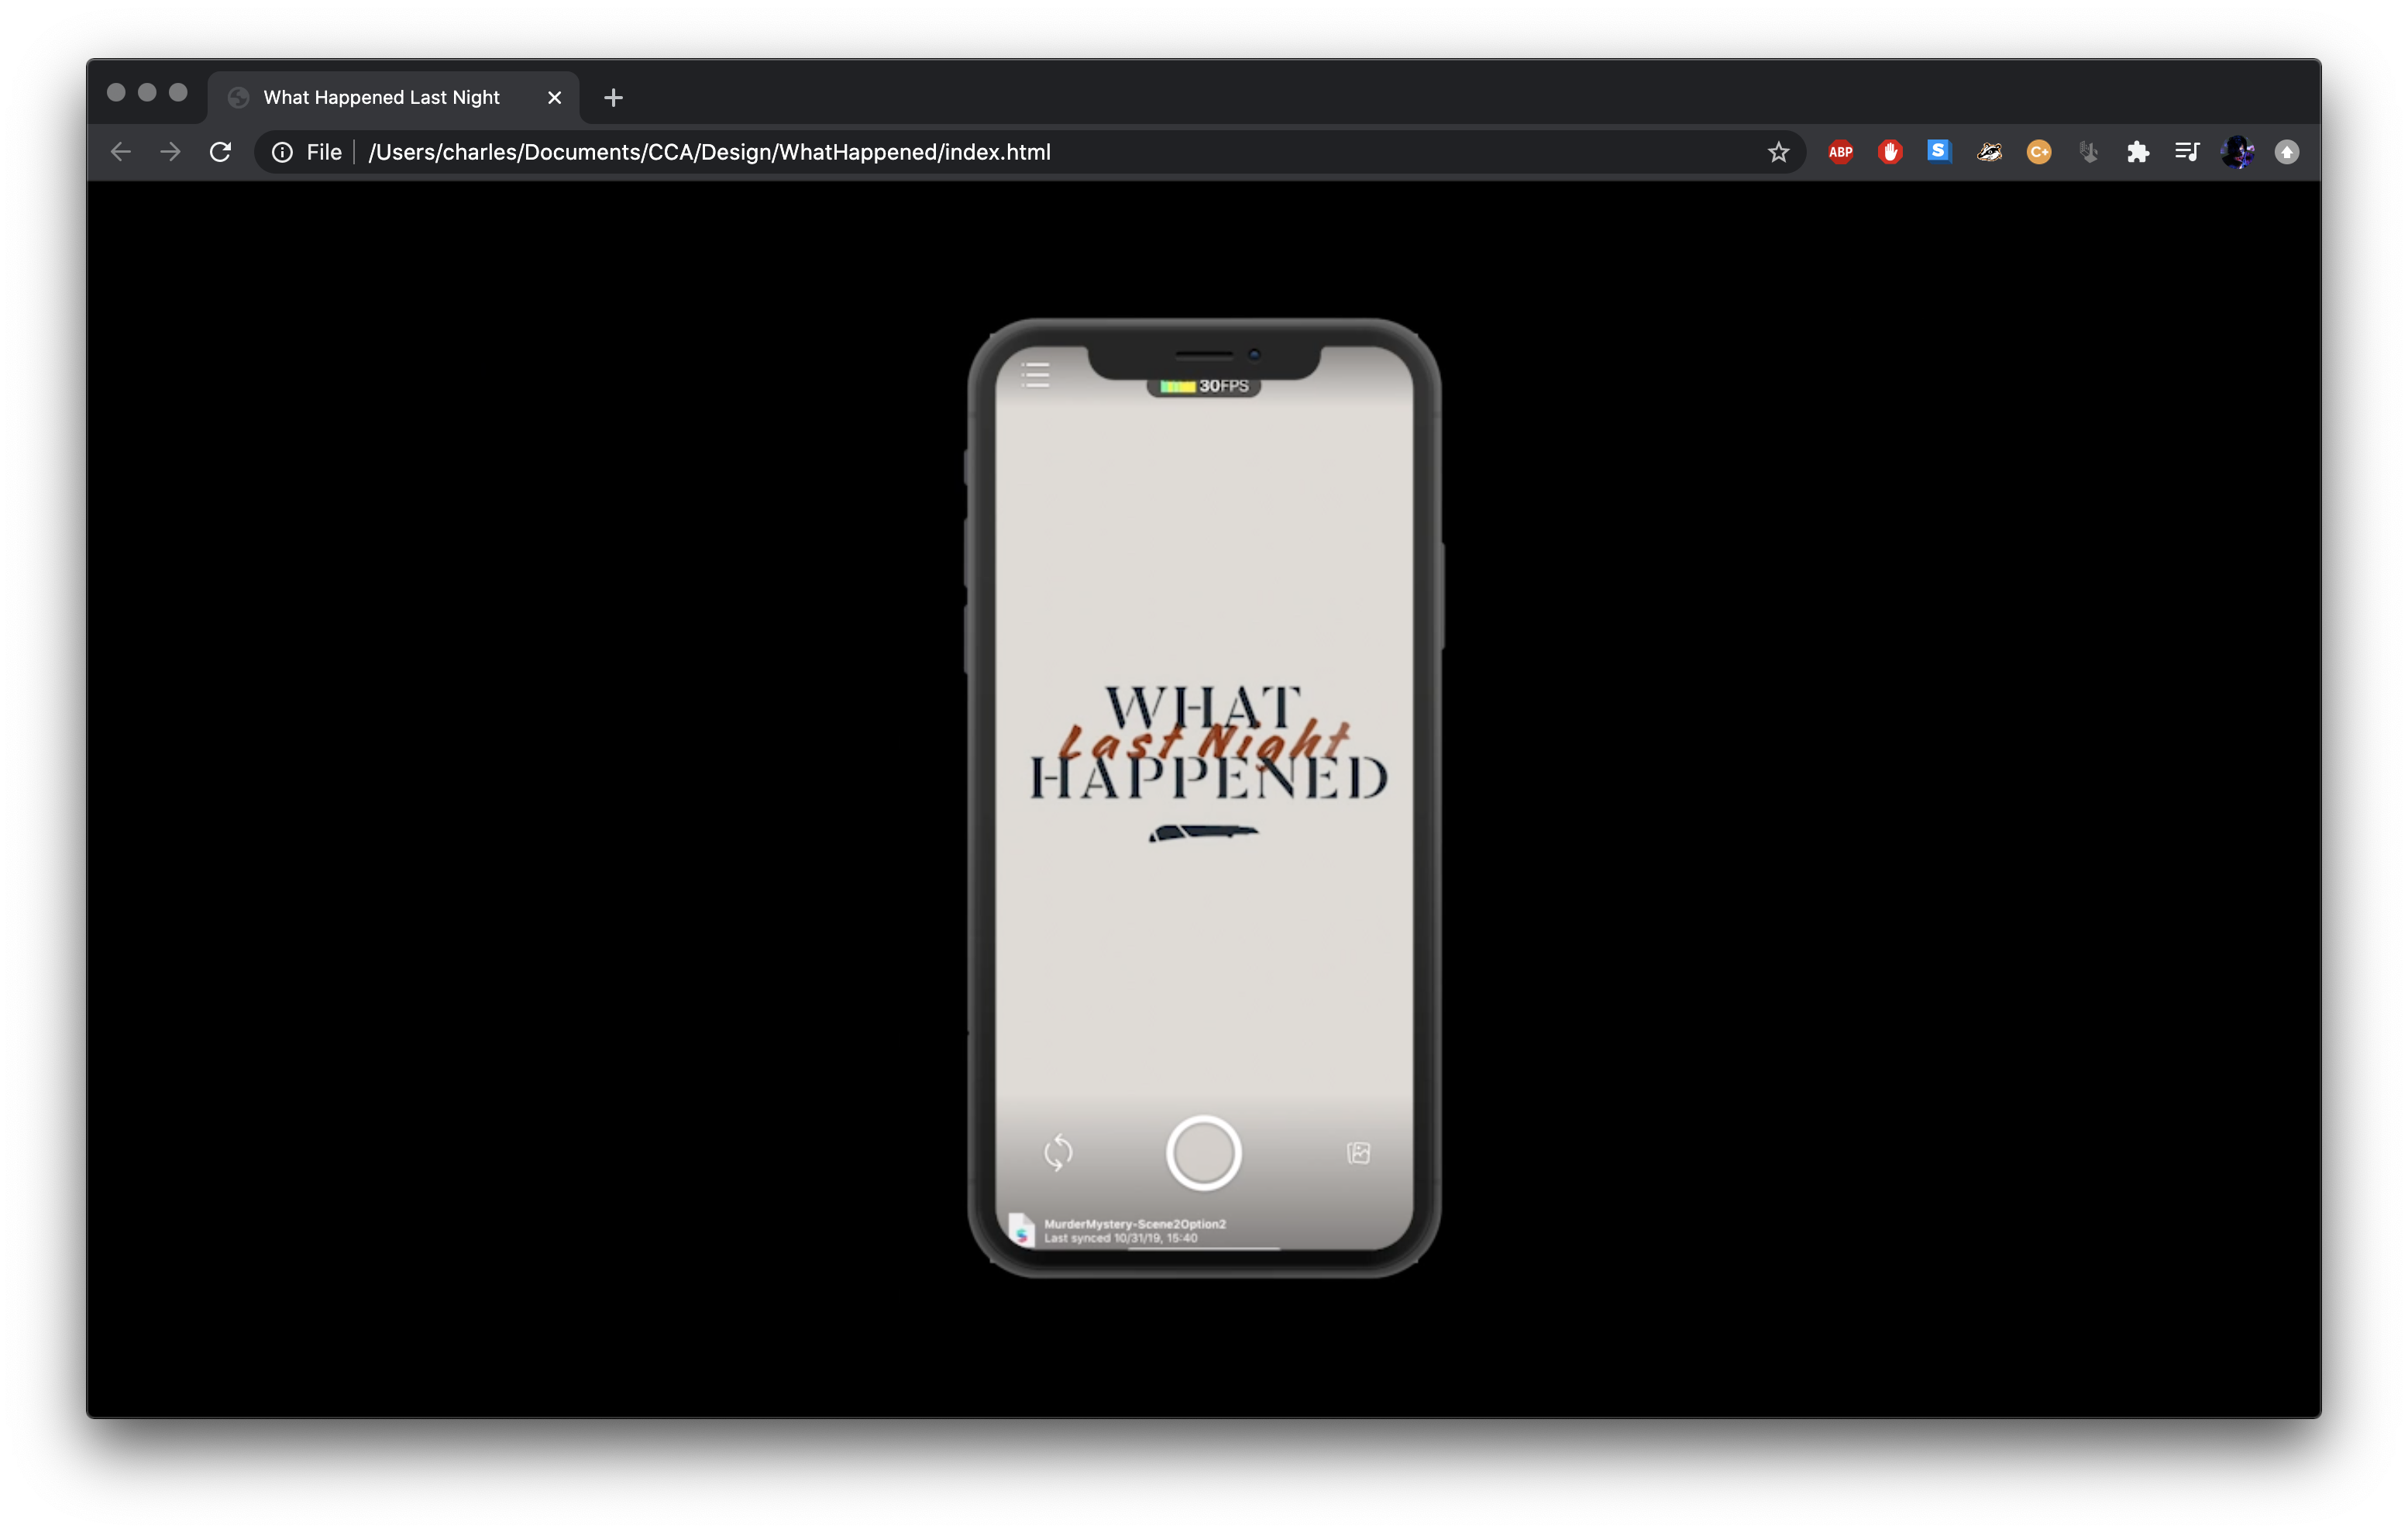 What Happened Last Night
File /Users/charles/Documents/CCA/Design/WhatHappened/index.html
ABP
S
C+
30FPS
WHAT
Last Night
HAPPENED
MurderMystery-Scene2Option2
Last synced 10/31/19, 15:40